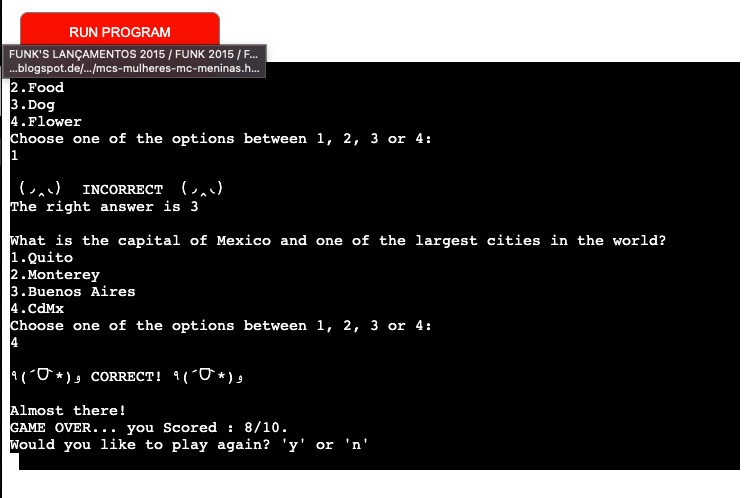 RUN PROGRAM
FUNK'S LANÇAMENTOS 2015 / FUNK 2015 / F...
...blogspot.de/.../mcs-mulheres-mc-meninas.h...
2.Food
3.Dog
4.Flower
Choose one of the options between 1, 2, 3 or 4:
1
(◞‸◟) INCORRECT (◞‸◟)
The right answer is 3
What is the capital of Mexico and one of the largest cities in the world?
1.Quito
2.Monterey
3.Buenos Aires
4.CdMx
Choose one of the options between 1, 2, 3 or 4:
4
٩(ˊᗜˋ*)و CORRECT! ٩(ˊᗜˋ*)و
Almost there!
GAME OVER... you Scored : 8/10.
Would you like to play again? 'y' or 'n'